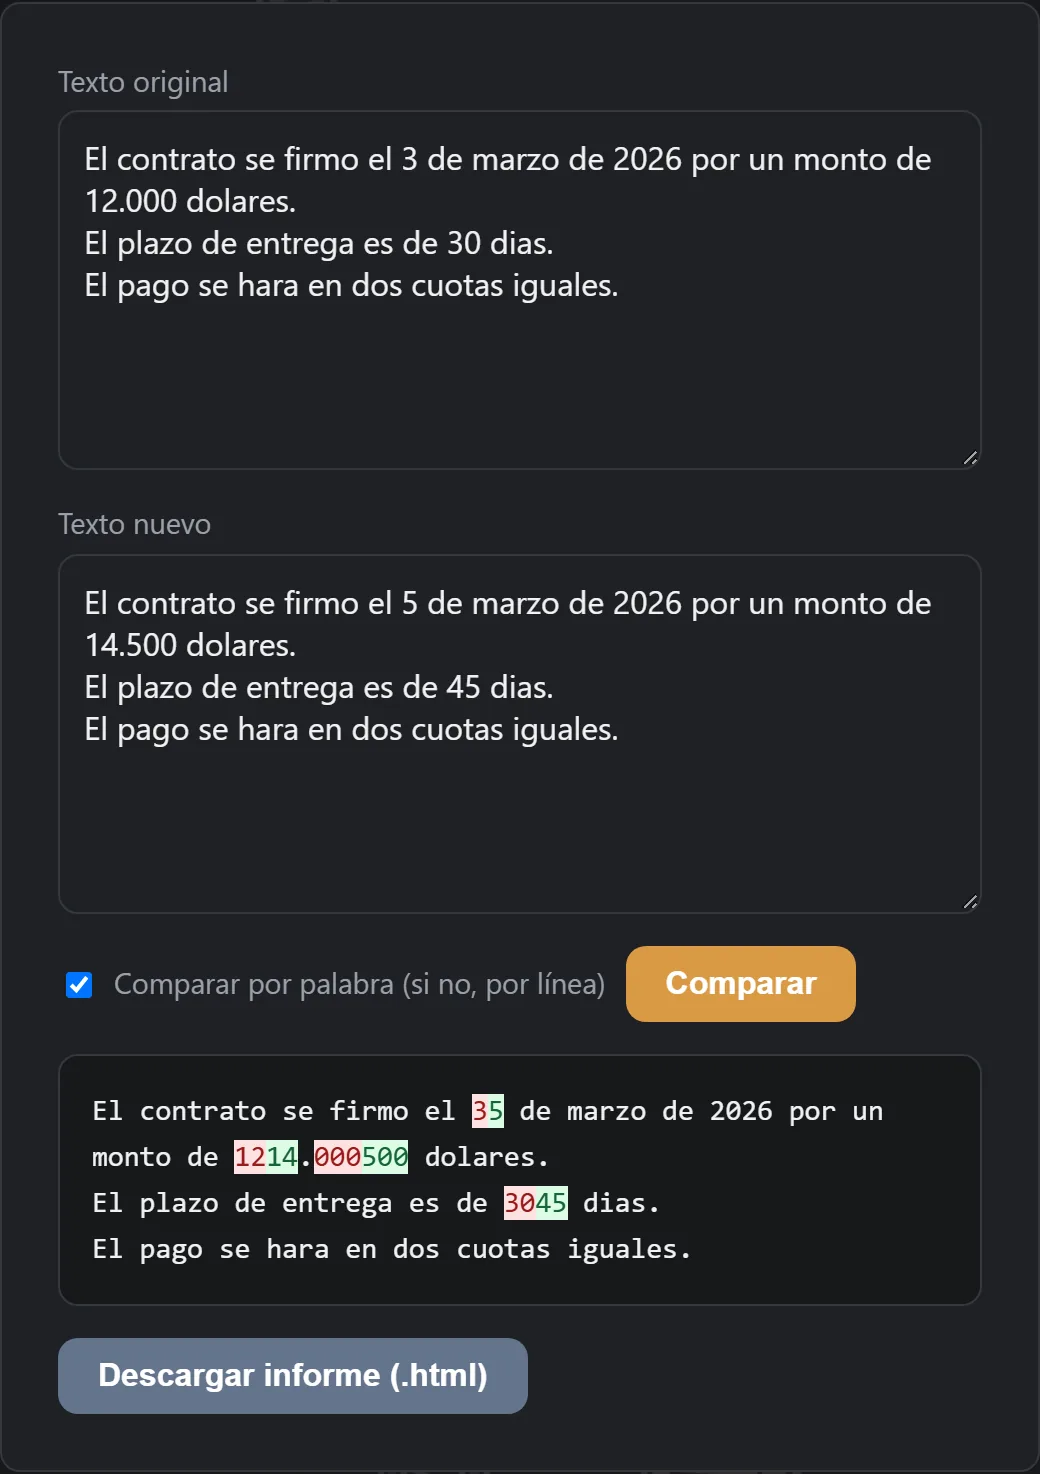 Texto original
El contrato se firmo el 3 de marzo de 2026 por un monto de
12.000 dolares.
El plazo de entrega es de 30 dias.
El pago se hara en dos cuotas iguales.
Texto nuevo
El contrato se firmo el 5 de marzo de 2026 por un monto de
14.500 dolares.
El plazo de entrega es de 45 dias.
El pago se hara en dos cuotas iguales.
Comparar por palabra (si no, por línea) Comparar
El contrato se firmo el 35 de marzo de 2026 por un
monto de 1214.000500 dolares.
El plazo de entrega es de 3045 dias.
El pago se hara en dos cuotas iguales.
Descargar informe (.html)